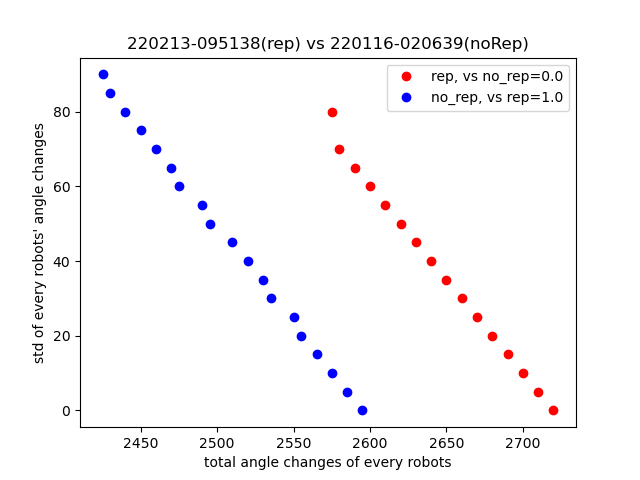 220213-095138(rep) vs 220116-020639(noRep)
rep, vs no_rep=0.0
no_rep, vs rep=1.0
std of every robots' angle changes
80
60
40
20
0
2450 2500 2550 2600 2650 2700
total angle changes of every robots